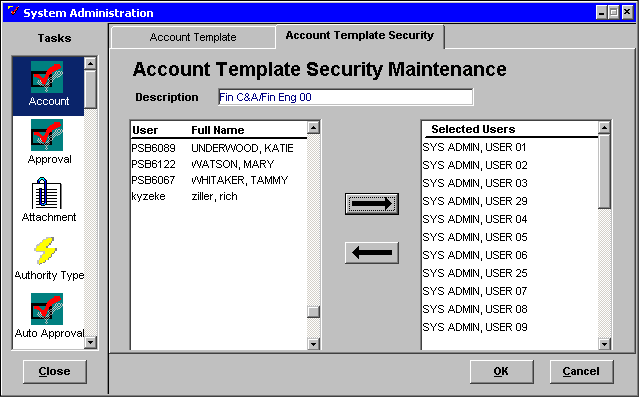 System Administration
Tasks
Account
Approval
Attachment
Authority Type
Auto Approval
Close
Account Template
Account Template Security
Account Template Security Maintenance
Description
Fin C&A/Fin Eng 00
User Full Name
PSB6089 UNDERWOOD, KATIE
PSB6122 WATSON, MARY
PSB6067 WHITAKER, TAMMY
kyzeke ziller, rich
Selected Users
SYS ADMIN, USER 01
SYS ADMIN, USER 02
SYS ADMIN, USER 03
SYS ADMIN, USER 29
SYS ADMIN, USER 04
SYS ADMIN, USER 05
SYS ADMIN, USER 06
SYS ADMIN, USER 25
SYS ADMIN, USER 07
SYS ADMIN, USER 08
SYS ADMIN, USER 09
OK
Cancel